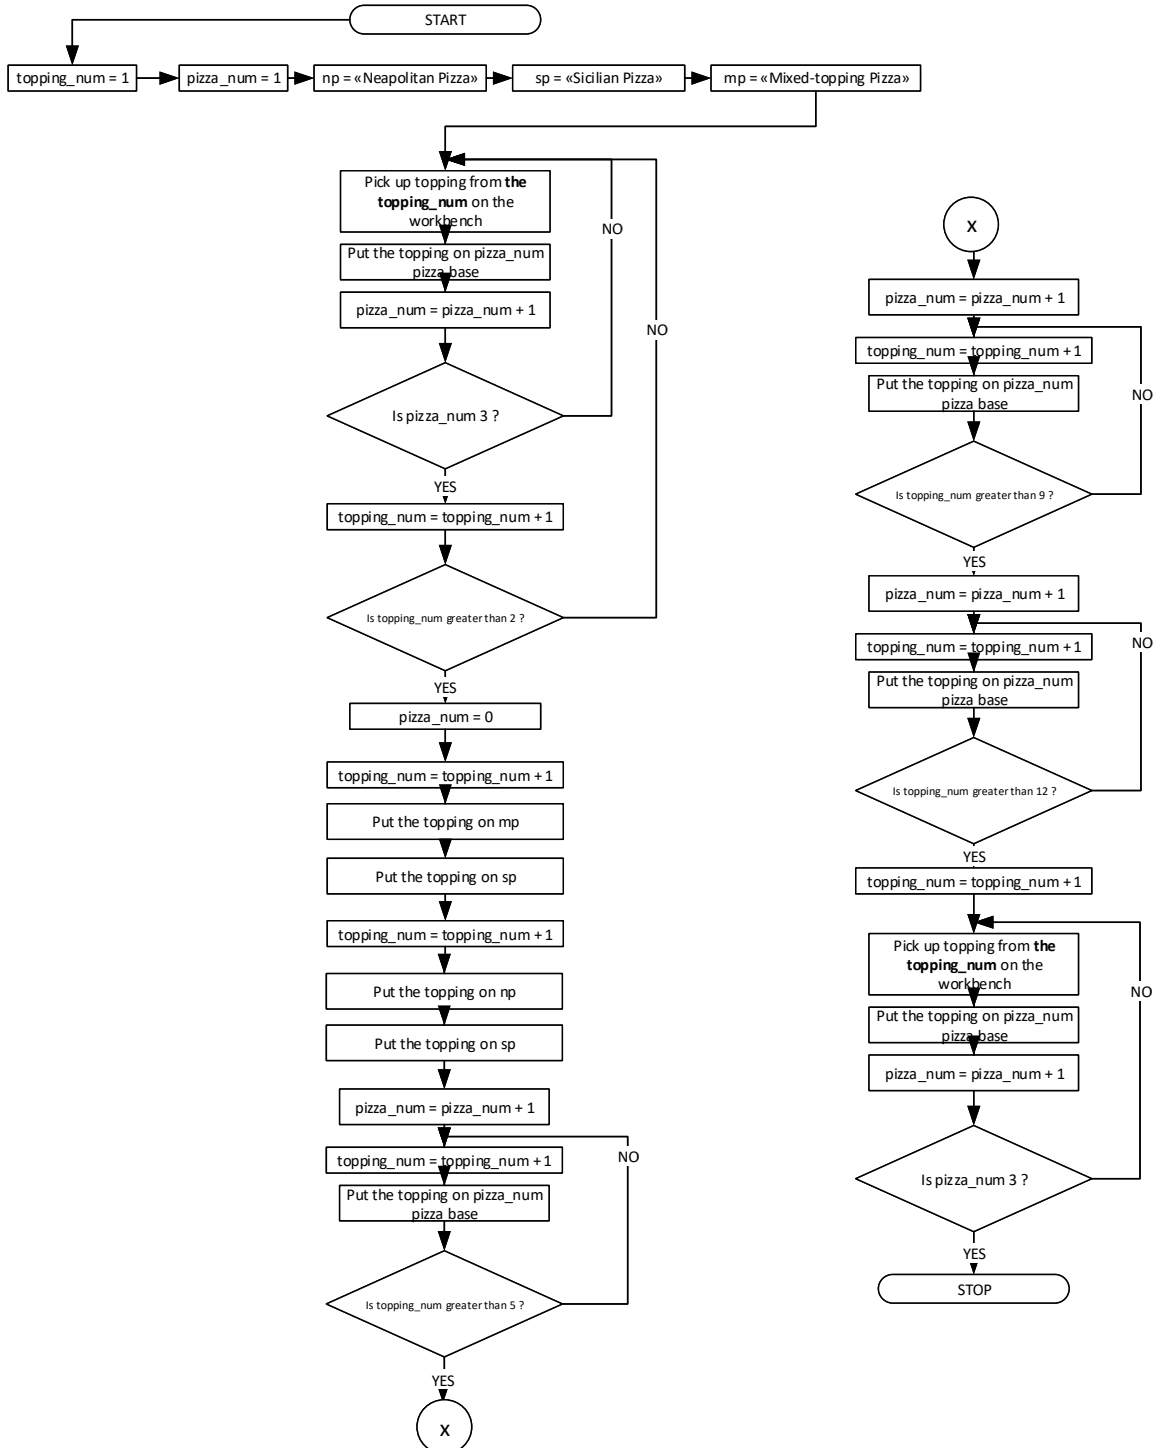 START
topping_num = 1
pizza_num = 1
np = «Neapolitan Pizza»
sp = «Sicilian Pizza»
mp = «Mixed-topping Pizza»
Pick up topping from the
topping_num on the
workbench
Put the topping on pizza_num
pizza base
pizza_num = pizza_num + 1
Is pizza_num 3 ?
NO
YES
topping_num = topping_num + 1
Is topping_num greater than 2 ?
NO
YES
pizza_num = 0
topping_num = topping_num + 1
Put the topping on mp
Put the topping on sp
topping_num = topping_num + 1
Put the topping on np
Put the topping on sp
pizza_num = pizza_num + 1
topping_num = topping_num + 1
Put the topping on pizza_num
pizza base
NO
Is topping_num greater than 5 ?
YES
X
X
pizza_num = pizza_num + 1
topping_num = topping_num + 1
Put the topping on pizza_num
pizza base
NO
Is topping_num greater than 9 ?
YES
pizza_num = pizza_num + 1
topping_num = topping_num + 1
NO
Put the topping on pizza_num
pizza base
Is topping_num greater than 12 ?
YES
topping_num = topping_num + 1
Pick up topping from the
topping_num on the
workbench
NO
Put the topping on pizza_num
pizza base
pizza_num = pizza_num + 1
Is pizza_num 3 ?
YES
STOP